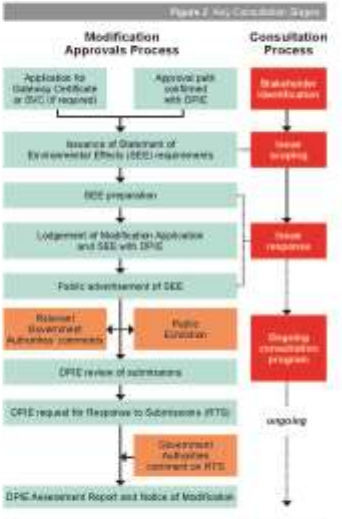 Figure 2 Key Consultation Stages
Modification
Approvals Process
Consultation
Process
Application for
Gateway Certificate
or SVC (if required)
Approval path
confirmed
with DPIE
Stakeholder
identification
Issuance of Statement of
Environmental Effects (SEE) requirements
Issue
scoping
SEE preparation
Lodgement of Modification Application
and SEE with DPIE
Issue
response
Public advertisement of SEE
Relevant
Government
Authorities' comments
Public
Exhibition
Ongoing
consultation
program
DPIE review of submissions
DPIE request for Response to Submissions (RTS)
ongoing
Government
Authorities
comment on RTS
DPIE Assessment Report and Notice of Modification